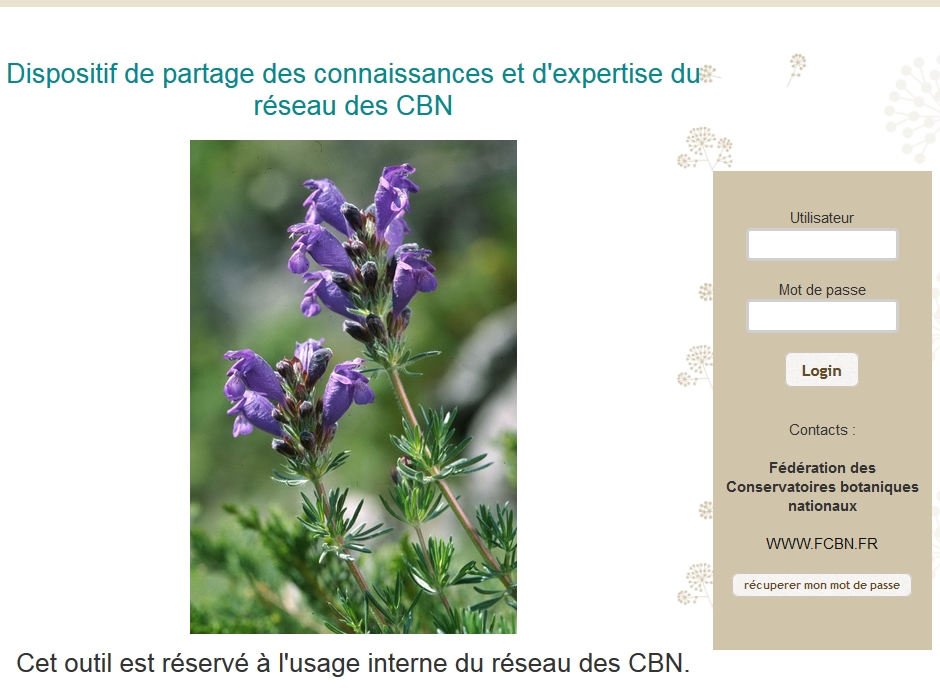 Dispositif de partage des connaissances et d'expertise du
réseau des CBN
Utilisateur
Mot de passe
Login
Contacts :
Fédération des
Conservatoires botaniques
nationaux
WWW.FCBN.FR
récuperer mon mot de passe
Cet outil est réservé à l'usage interne du réseau des CBN.